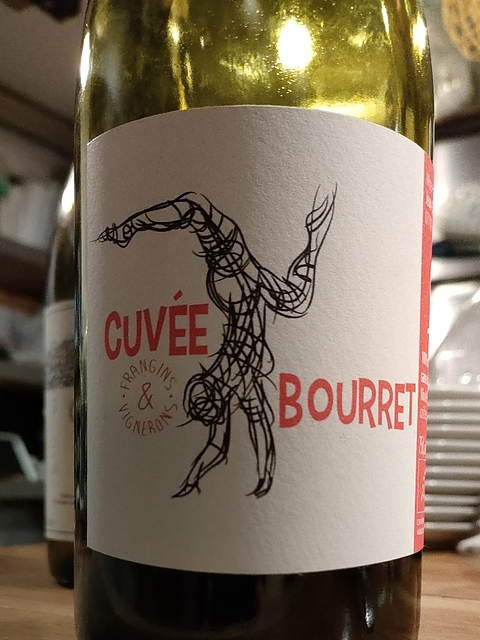 CUVÉE
FRANGINS
&
VIGNERONS
BOURRET